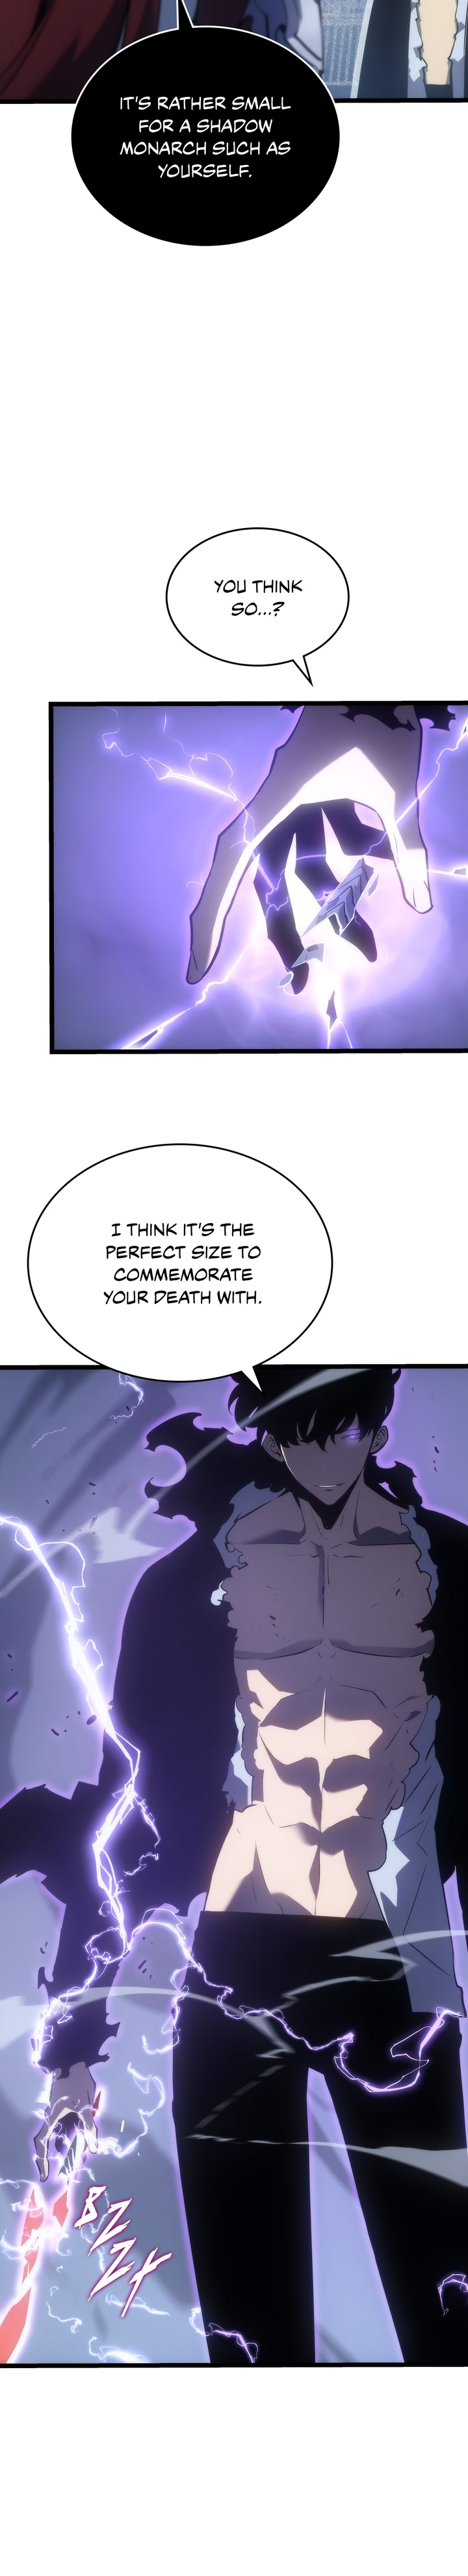 IT'S RATHER SMALL
FOR A SHADOW
MONARCH SUCH AS
YOURSELF.
YOU THINK
SO...?
I THINK IT'S THE
PERFECT SIZE TO
COMMEMORATE
YOUR DEATH WITH.
BZZT